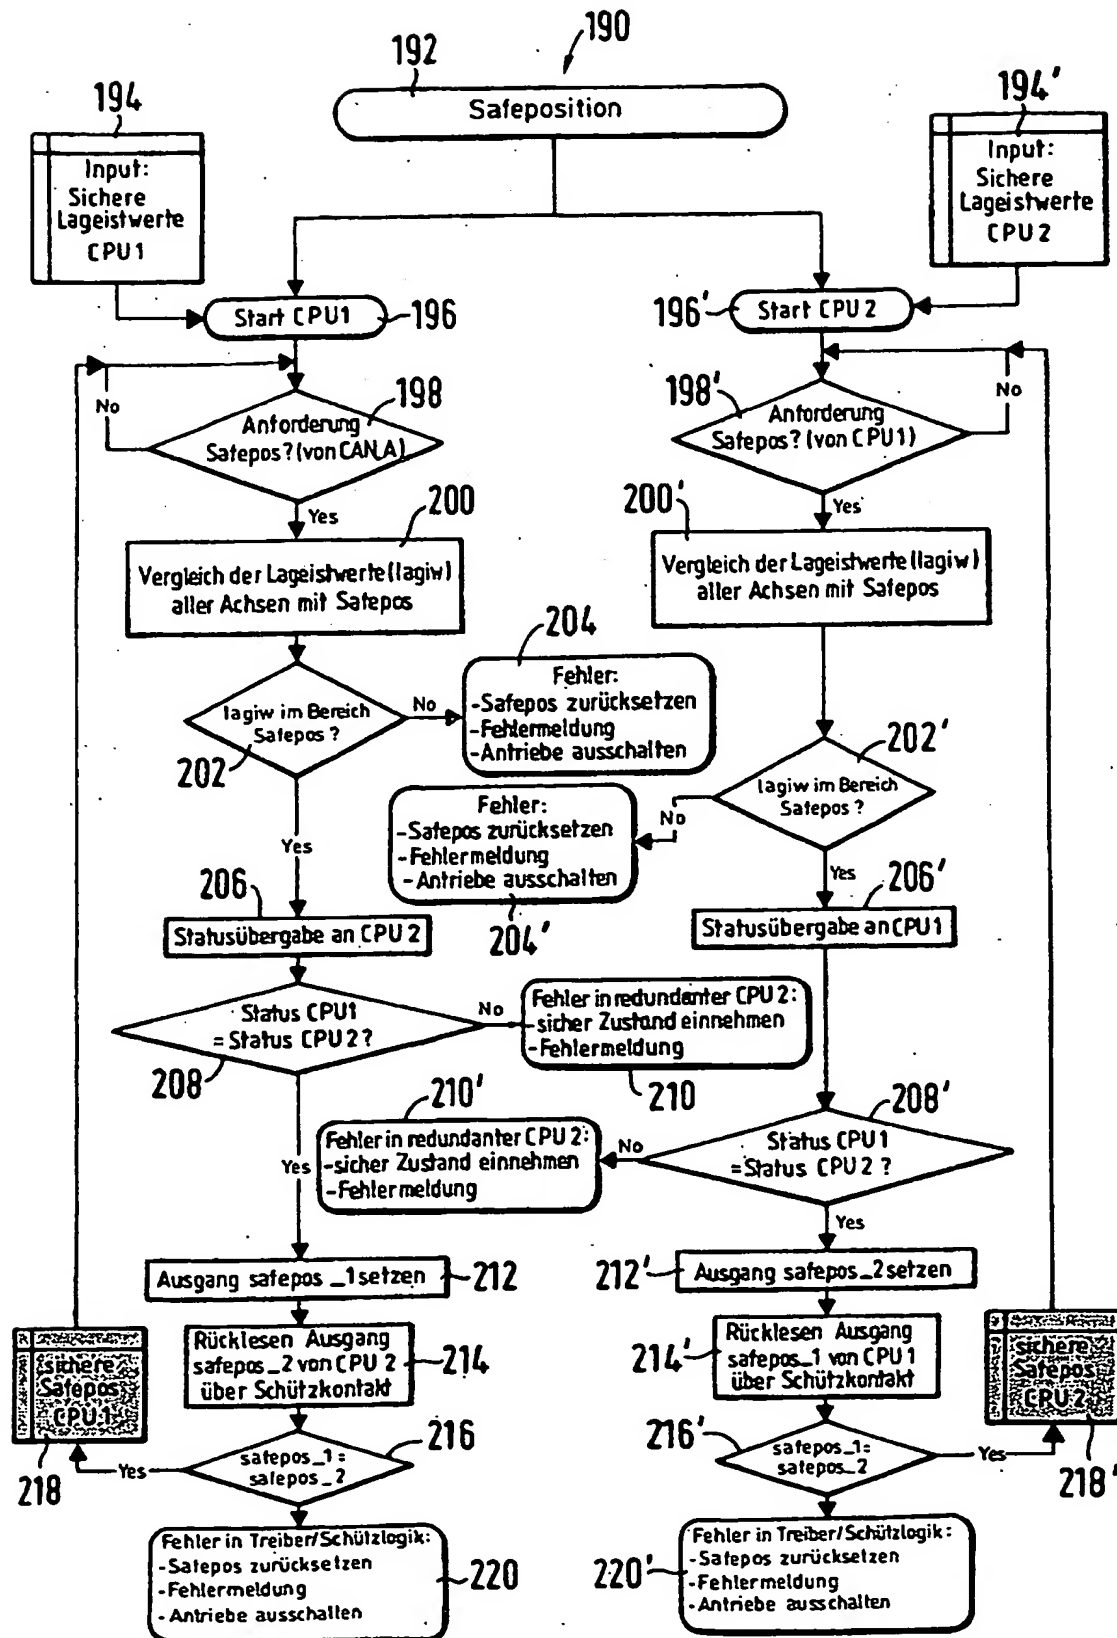 190
192
Safeposition
194
Input:
Sichere
Lageistwerte
CPU1
194'
Input:
Sichere
Lageistwerte
CPU 2
Start CPU1
196
196'
Start CPU 2
No
198
Anforderung
Safepos? (von CAN_A)
Yes
198'
Anforderung
Safepos? (von CPU1)
No
Yes
200
Vergleich der Lageistwerte (lagiw)
aller Achsen mit Safepos
200'
Vergleich der Lageistwerte (lagiw)
aller Achsen mit Safepos
lagiw im Bereich
Safepos ?
202
No
Yes
204
Fehler:
-Safepos zurücksetzen
-Fehlermeldung
-Antriebe ausschalten
202'
lagiw im Bereich
Safepos ?
No
Yes
Fehler:
-Safepos zurücksetzen
-Fehlermeldung
-Antriebe ausschalten
204'
206
Statusübergabe an CPU 2
206'
Statusübergabe an CPU1
Status CPU1
=Status CPU2 ?
208
No
Yes
Fehler in redundanter CPU 2:
-sicher Zustand einnehmen
-Fehlermeldung
210
210'
Fehler in redundanter CPU 2:
-sicher Zustand einnehmen
-Fehlermeldung
208'
Status CPU1
=Status CPU 2 ?
No
Yes
Ausgang safepos_1 setzen
212
212'
Ausgang safepos_2 setzen
Rücklesen Ausgang
safepos_2 von CPU 2
über Schützkontakt
214
214'
Rücklesen Ausgang
safepos_1 von CPU1
über Schützkontakt
sichere
Safepos
CPU1
218
sichere
Safepos
CPU 2
218'
216
safepos_1=
safepos_2
Yes
216'
safepos_1=
safepos_2
Yes
Fehler in Treiber/Schützlogik:
-Safepos zurücksetzen
-Fehlermeldung
-Antriebe ausschalten
220
220'
Fehler in Treiber/Schützlogik:
-Safepos zurücksetzen
-Fehlermeldung
-Antriebe ausschalten